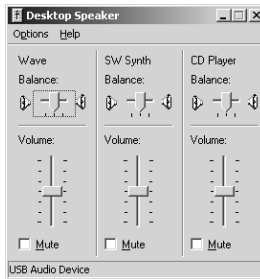 Desktop Speaker
Options Help
Wave SW Synth CD Player
Balance: Balance: Balance:
Volume: Volume: Volume:
Mute Mute Mute
USB Audio Device